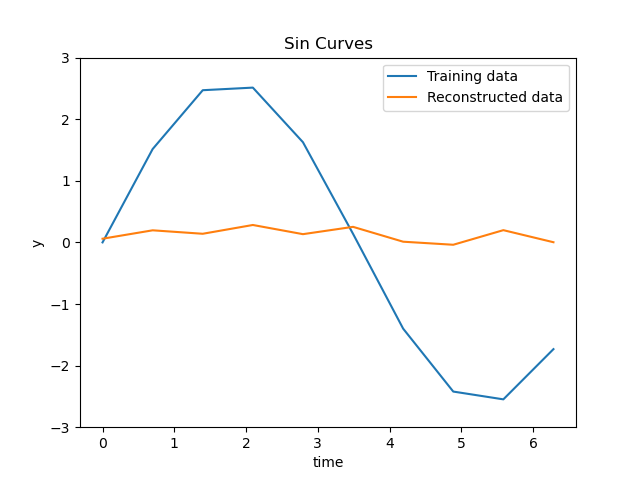 Sin Curves
Training data
Reconstructed data
3
2
1
0
−1
−2
−3
y
0 1 2 3 4 5 6
time